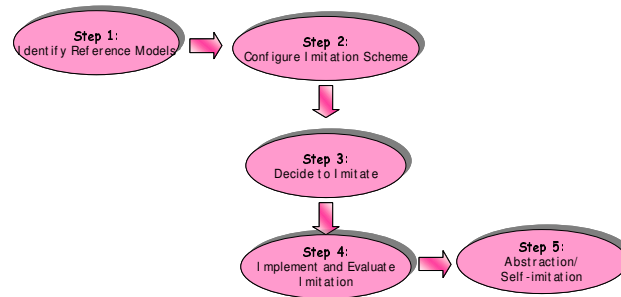 Step 1:
Identify Reference Models
Step 2:
Configure Imitation Scheme
Step 3:
Decide to Imitate
Step 4:
Implement and Evaluate
Imitation
Step 5:
Abstraction/
Self-imitation